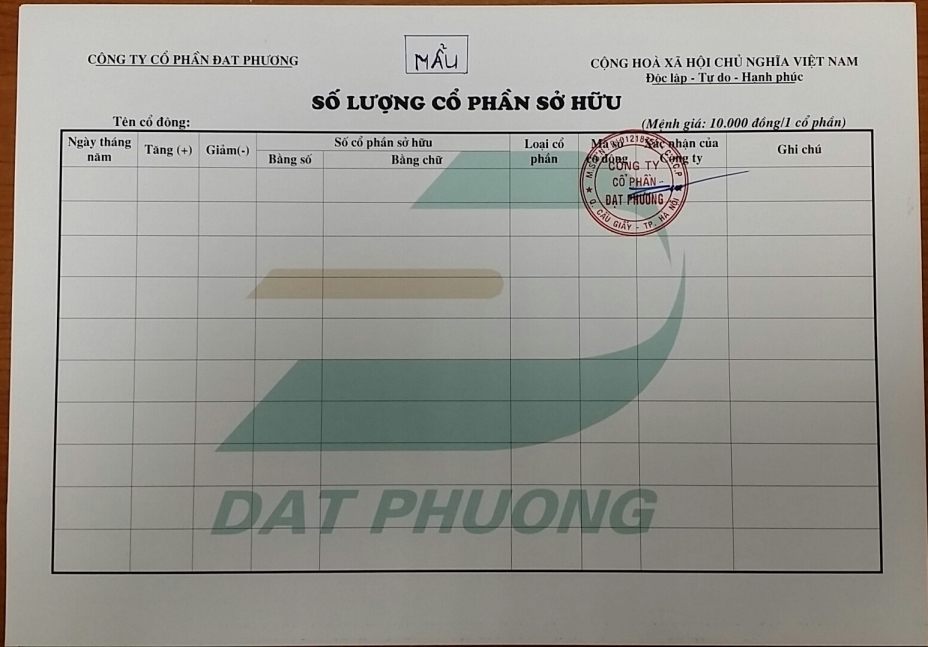 CÔNG TY CỔ PHẦN ĐẠT PHƯƠNG
MẪU
CỘNG HOÀ XÃ HỘI CHỦ NGHĨA VIỆT NAM
Độc lập - Tự do - Hạnh phúc
SỐ LƯỢNG CỔ PHẦN SỞ HỮU
Tên cổ đông:
(Mệnh giá: 10.000 đồng/1 cổ phần)
Ngày tháng năm
Tăng (+)
Giảm(-)
Số cổ phần sở hữu
Bằng số
Bằng chữ
Loại cổ phần
Mã số cổ đông
Xác nhận của Công ty
Ghi chú
CÔNG TY
CỔ PHẦN
ĐẠT PHƯƠNG
Q. CẦU GIẤY - TP. HÀ NỘI
DAT PHUONG